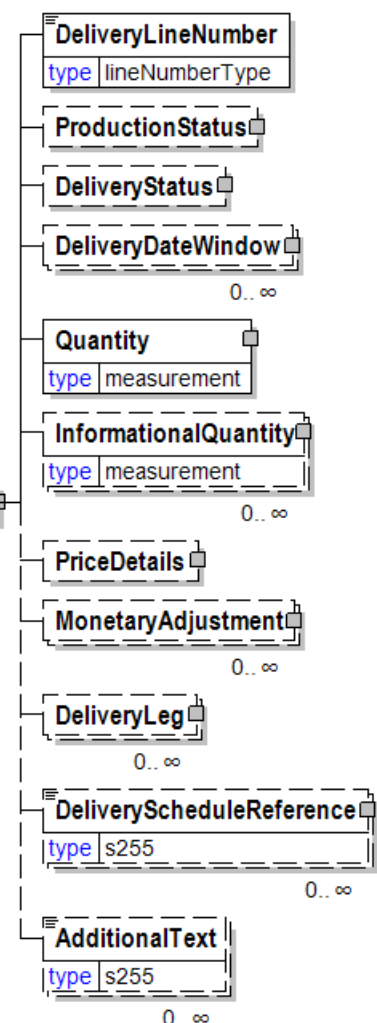 DeliveryLineNumber
type lineNumberType
ProductionStatus
DeliveryStatus
DeliveryDateWindow
0.. ∞
Quantity
type measurement
InformationalQuantity
type measurement
0.. ∞
PriceDetails
MonetaryAdjustment
0.. ∞
DeliveryLeg
0.. ∞
DeliveryScheduleReference
type s255
0.. ∞
AdditionalText
type s255
0.. ∞